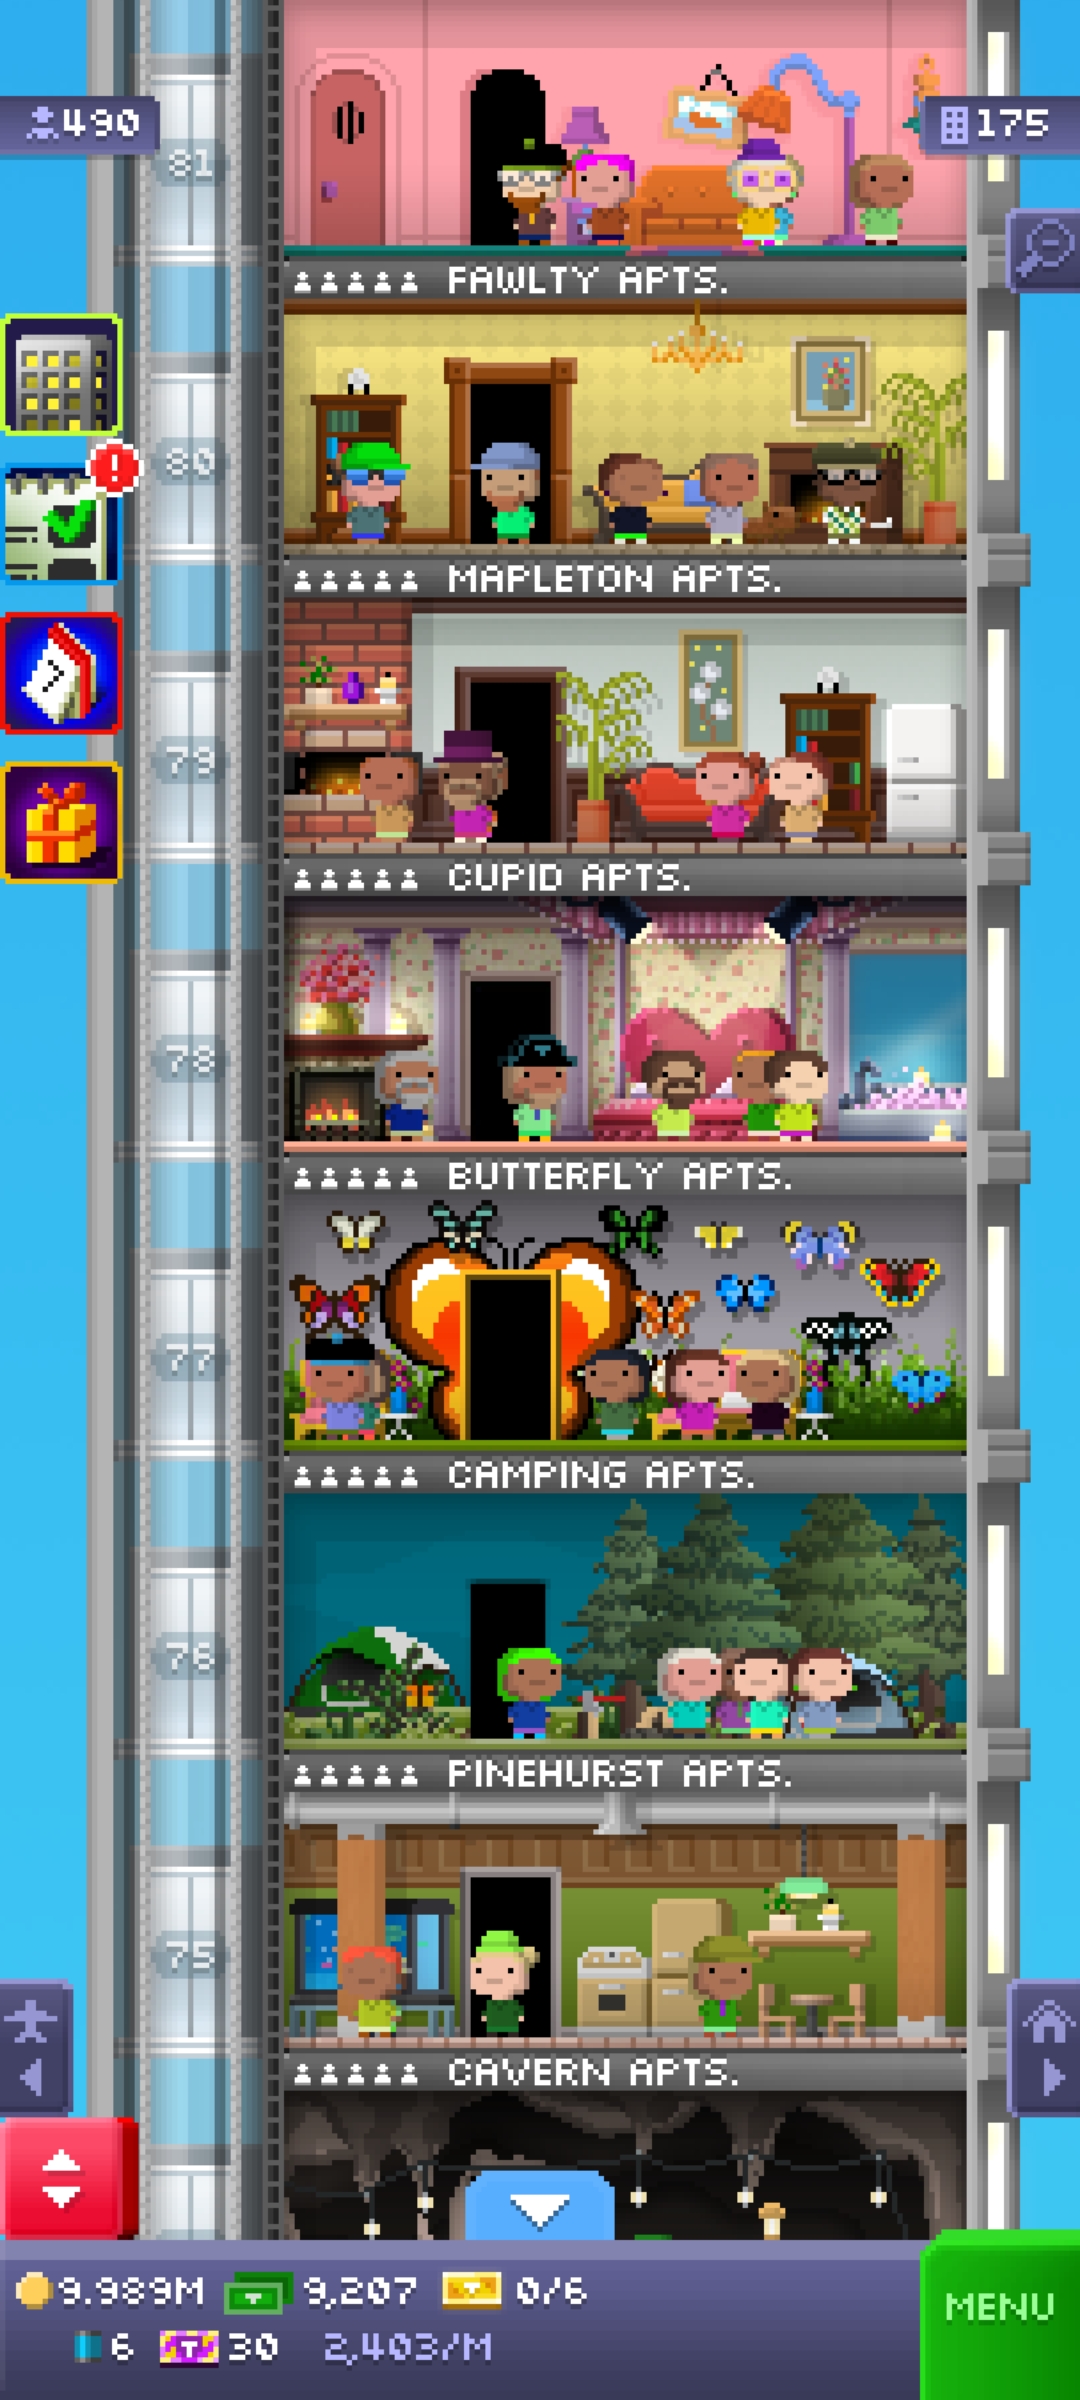 490
175
81
FAWLTY APTS.
80
MAPLETON APTS.
79
CUPID APTS.
78
BUTTERFLY APTS.
77
CAMPING APTS.
76
PINEHURST APTS.
75
CAVERN APTS.
9.989M 9,207 0/6
6 T 30 2,403/M
MENU